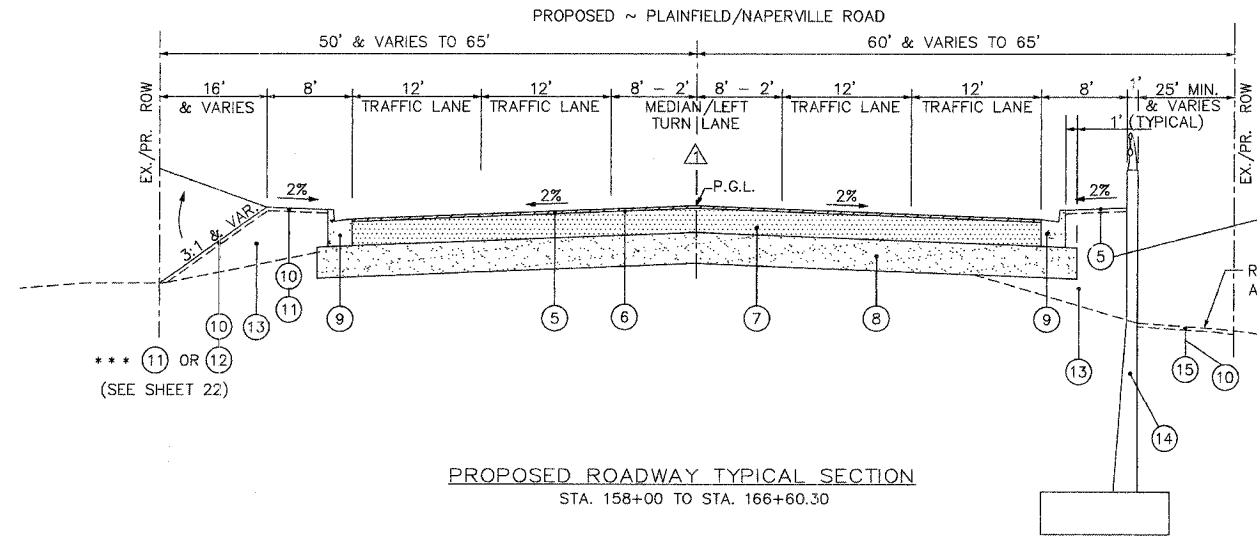 PROPOSED ~ PLAINFIELD/NAPERVILLE ROAD
50' & VARIES TO 65'
60' & VARIES TO 65'
EX./PR. ROW
16'
& VARIES
8'
12'
TRAFFIC LANE
12'
TRAFFIC LANE
8' - 2'
8' - 2'
MEDIAN/LEFT
TURN LANE
12'
TRAFFIC LANE
12'
TRAFFIC LANE
8'
1'
25' MIN.
& VARIES
(TYPICAL)
1'
EX./PR. ROW
1
P.G.L.
2%
2%
2%
2%
3:1 & VAR.
5
R
A
10
11
9
5
6
7
8
9
10
13
13
15
10
* * * 11 OR 12
(SEE SHEET 22)
14
PROPOSED ROADWAY TYPICAL SECTION
STA. 158+00 TO STA. 166+60.30